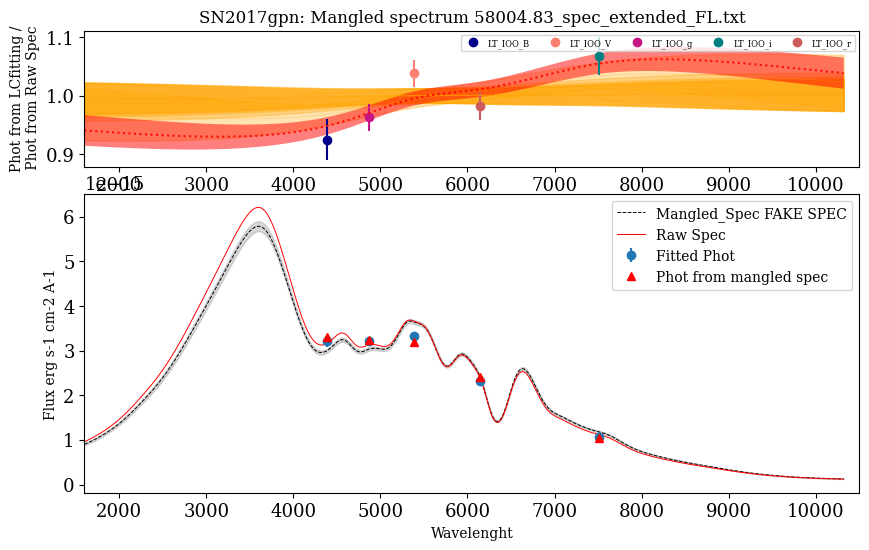 SN2017gpn: Mangled spectrum 58004.83_spec_extended_FL.txt
Phot from LCfitting /
Phot from Raw Spec
1.1
1.0
0.9
LT_IOO_B
LT_IOO_V
LT_IOO_g
LT_IOO_i
LT_IOO_r
2000 3000 4000 5000 6000 7000 8000 9000 10000
1e−15
Flux erg s-1 cm-2 A-1
6
5
4
3
2
1
0
Mangled_Spec FAKE SPEC
Raw Spec
Fitted Phot
Phot from mangled spec
2000 3000 4000 5000 6000 7000 8000 9000 10000
Wavelenght